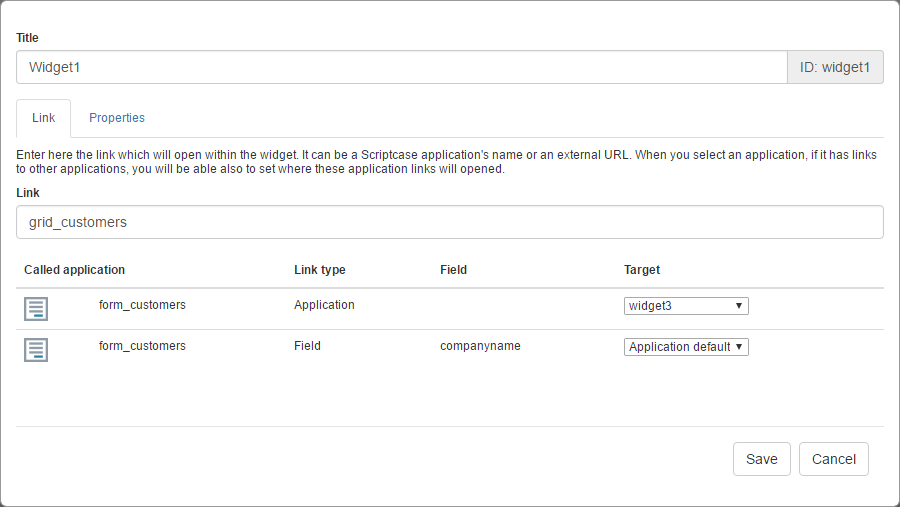 Title
Widget1 ID: widget1
Link Properties
Enter here the link which will open within the widget. It can be a Scriptcase application's name or an external URL. When you select an application, if it has links
to other applications, you will be able also to set where these application links will opened.
Link
grid_customers
Called application Link type Field Target
form_customers Application widget3
form_customers Field companyname Application default
Save Cancel